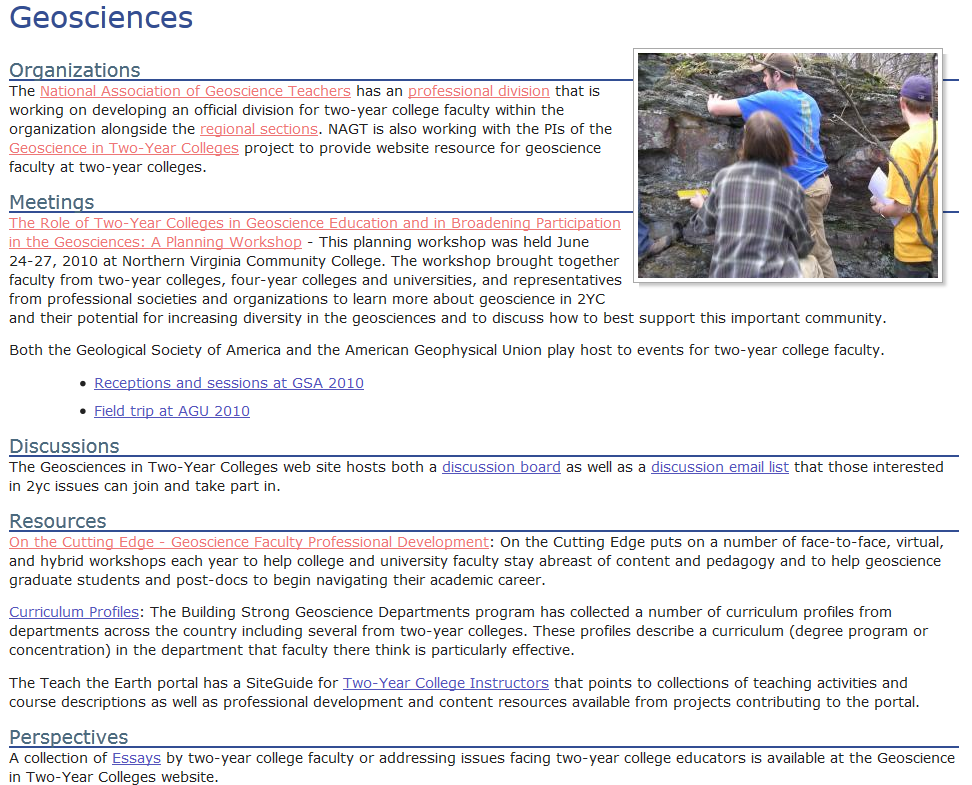 Geosciences
Organizations
The National Association of Geoscience Teachers has an professional division that is
working on developing an official division for two-year college faculty within the
organization alongside the regional sections. NAGT is also working with the PIs of the
Geoscience in Two-Year Colleges project to provide website resource for geoscience
faculty at two-year colleges.
Meetings
The Role of Two-Year Colleges in Geoscience Education and in Broadening Participation
in the Geosciences: A Planning Workshop - This planning workshop was held June
24-27, 2010 at Northern Virginia Community College. The workshop brought together
faculty from two-year colleges, four-year colleges and universities, and representatives
from professional societies and organizations to learn more about geoscience in 2YC
and their potential for increasing diversity in the geosciences and to discuss how to best support this important community.
Both the Geological Society of America and the American Geophysical Union play host to events for two-year college faculty.
• Receptions and sessions at GSA 2010
• Field trip at AGU 2010
Discussions
The Geosciences in Two-Year Colleges web site hosts both a discussion board as well as a discussion email list that those interested
in 2yc issues can join and take part in.
Resources
On the Cutting Edge - Geoscience Faculty Professional Development: On the Cutting Edge puts on a number of face-to-face, virtual,
and hybrid workshops each year to help college and university faculty stay abreast of content and pedagogy and to help geoscience
graduate students and post-docs to begin navigating their academic career.
Curriculum Profiles: The Building Strong Geoscience Departments program has collected a number of curriculum profiles from
departments across the country including several from two-year colleges. These profiles describe a curriculum (degree program or
concentration) in the department that faculty there think is particularly effective.
The Teach the Earth portal has a SiteGuide for Two-Year College Instructors that points to collections of teaching activities and
course descriptions as well as professional development and content resources available from projects contributing to the portal.
Perspectives
A collection of Essays by two-year college faculty or addressing issues facing two-year college educators is available at the Geoscience
in Two-Year Colleges website.